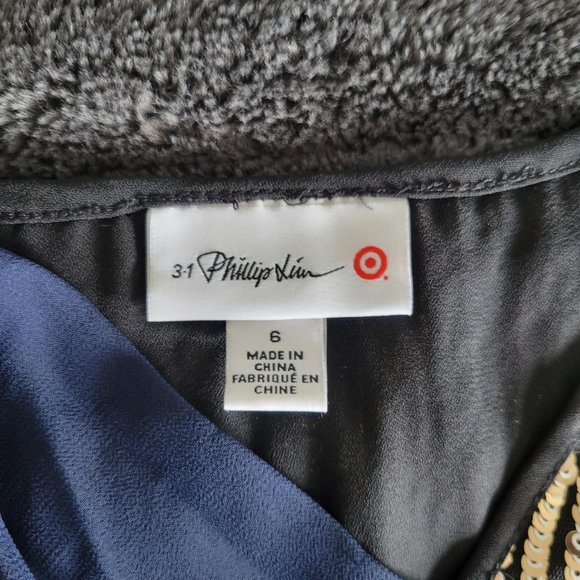 3·1 Phillip Lim
6
MADE IN
CHINA
FABRIQUÉ EN
CHINE